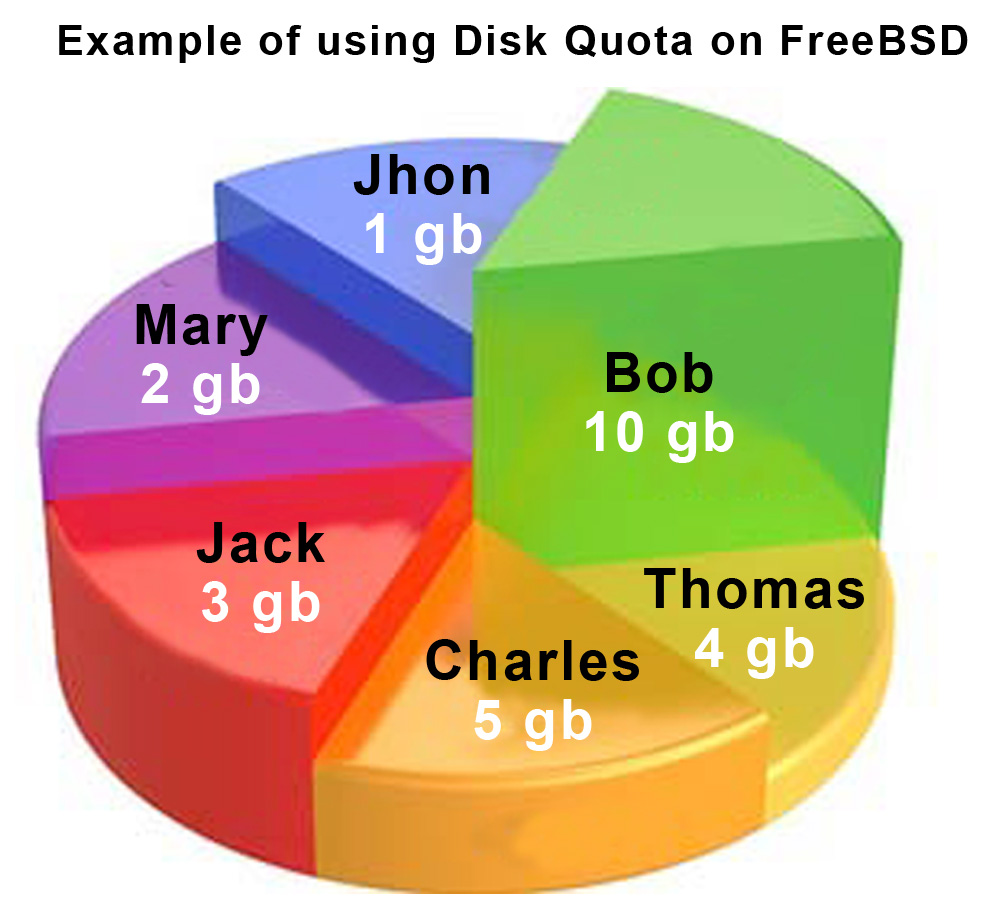 Example of using Disk Quota on FreeBSD
Jhon
1 gb
Mary
2 gb
Bob
10 gb
Jack
3 gb
Thomas
4 gb
Charles
5 gb